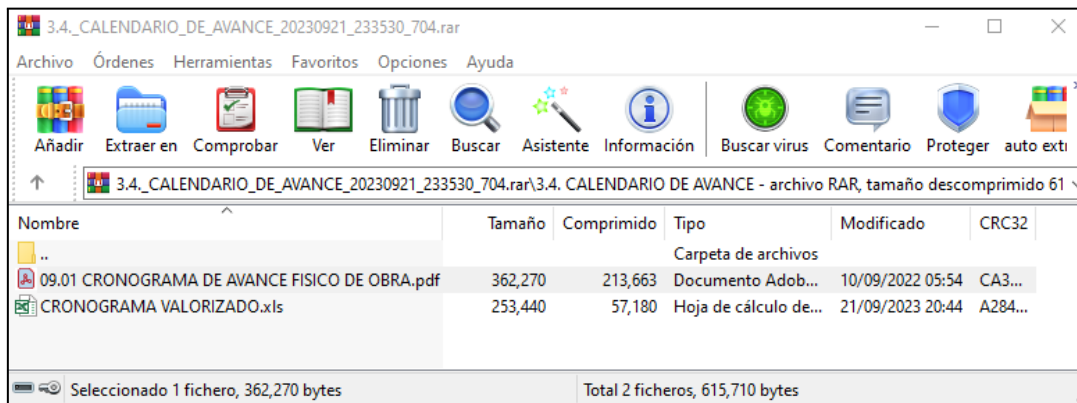 3.4._CALENDARIO_DE_AVANCE_20230921_233530_704.rar
Archivo Órdenes Herramientas Favoritos Opciones Ayuda
Añadir Extraer en Comprobar Ver Eliminar Buscar Asistente Información Buscar virus Comentario Proteger auto extı
3.4._CALENDARIO_DE_AVANCE_20230921_233530_704.rar\3.4. CALENDARIO DE AVANCE - archivo RAR, tamaño descomprimido 61
Nombre Tamaño Comprimido Tipo Modificado CRC32
.. Carpeta de archivos
09.01 CRONOGRAMA DE AVANCE FISICO DE OBRA.pdf 362,270 213,663 Documento Adob... 10/09/2022 05:54 CA3...
CRONOGRAMA VALORIZADO.xls 253,440 57,180 Hoja de cálculo de... 21/09/2023 20:44 A284...
Seleccionado 1 fichero, 362,270 bytes Total 2 ficheros, 615,710 bytes